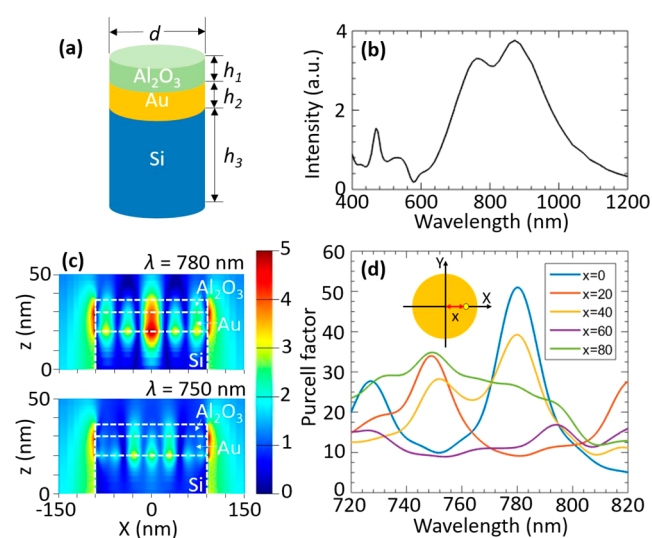 (a)
d
Al₂O₃
Au
Si
h₁
h₂
h₃
(b)
Intensity (a.u.)
4
2
0
400 600 800 1000 1200
Wavelength (nm)
(c)
λ = 780 nm
z (nm)
50
0
Al₂O₃
Au
Si
λ = 750 nm
z (nm)
50
0
Al₂O₃
Au
Si
-150 0 150
X (nm)
5
4
3
2
1
0
(d)
Purcell factor
60
50
40
30
20
10
0
720 740 760 780 800 820
Wavelength (nm)
Y
X
x
x=0
x=20
x=40
x=60
x=80